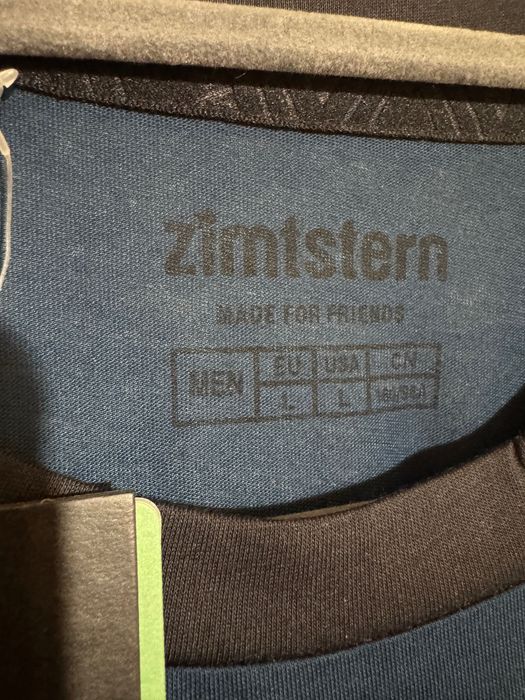 zimtstern
MADE FOR FRIENDS
MEN EU USA CN
L L